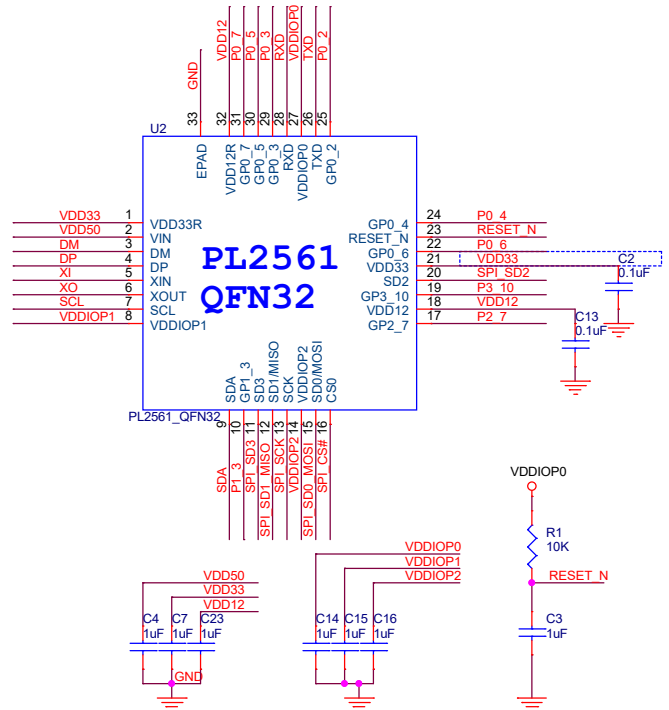 VDD12
P0_7
P0_5
P0_3
RXD
VDDIOP0
TXD
P0_2
GND
33
32
31
30
29
28
27
26
25
U2
EPAD
VDD12R
GP0_7
GP0_5
GP0_3
RXD
VDDIOP0
TXD
GP0_2
VDD33 1 VDD33R
VDD50 2 VIN
DM 3 DM
DP 4 DP
XI 5 XIN
XO 6 XOUT
SCL 7 SCL
VDDIOP1 8 VDDIOP1
PL2561
QFN32
GP0_4 24 P0_4
RESET_N 23 RESET_N
GP0_6 22 P0_6
VDD33 21 VDD33
SD2 20 SPI_SD2
GP3_10 19 P3_10
VDD12 18 VDD12
GP2_7 17 P2_7
C2
0.1uF
C13
0.1uF
SDA
GP1_3
SD3
SD1/MISO
SCK
VDDIOP2
SD0/MOSI
CS0
PL2561_QFN32
9
10
11
12
13
14
15
16
SDA
P1_3
SPI_SD3
SPI_SD1_MISO
SPI_SCK
VDDIOP2
SPI_SD0_MOSI
SPI_CS#
VDD50
VDD33
VDD12
C4
1uF
C7
1uF
C23
1uF
GND
VDDIOP0
VDDIOP1
VDDIOP2
C14
1uF
C15
1uF
C16
1uF
VDDIOP0
R1
10K
RESET_N
C3
1uF